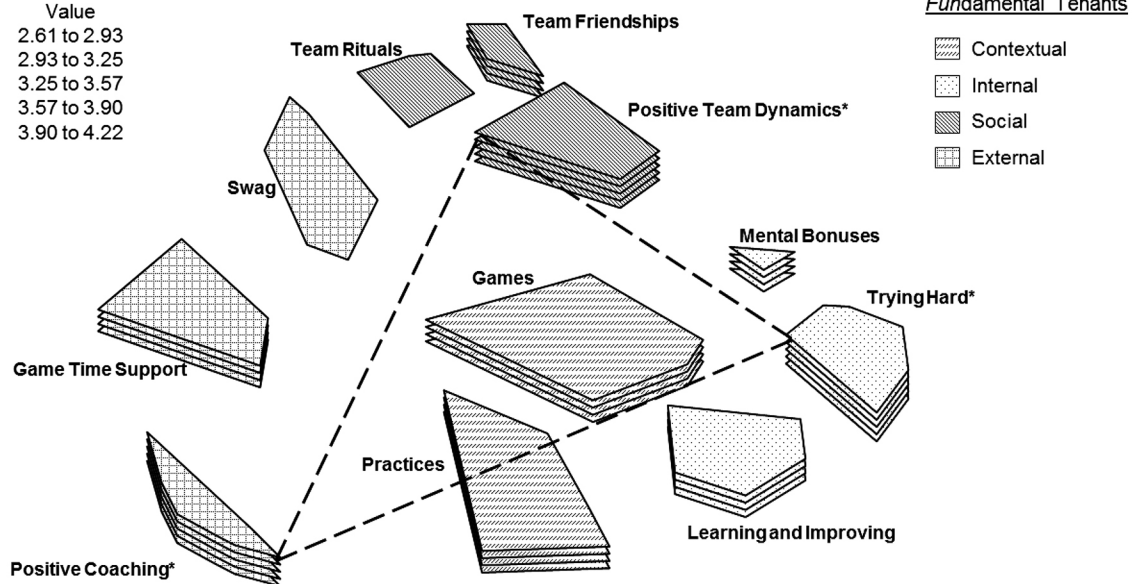 Value
2.61 to 2.93
2.93 to 3.25
3.25 to 3.57
3.57 to 3.90
3.90 to 4.22
Fundamental Tenants
Contextual
Internal
Social
External
Team Friendships
Team Rituals
Positive Team Dynamics*
Swag
Mental Bonuses
Games
Trying Hard*
Game Time Support
Practices
Learning and Improving
Positive Coaching*